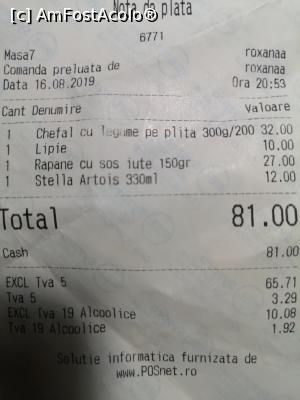 [c] AmFostAcolo®
Nota de plata
6771
Masa7 roxanaa
Comanda preluata de roxanaa
Data 16.08.2019 Ora 20:53
Cant Denumire Valoare
1 Chefal cu legume pe plita 300g/200 32.00
1 Lipie 10.00
1 Rapane cu sos iute 150gr 27.00
1 Stella Artois 330ml 12.00
Total 81.00
Cash 81.00
EXCL Tva 5 65.71
Tva 5 3.29
EXCL Tva 19 Alcoolice 10.08
Tva 19 Alcoolice 1.92
Solutie informatica furnizata de
www.POSnet.ro